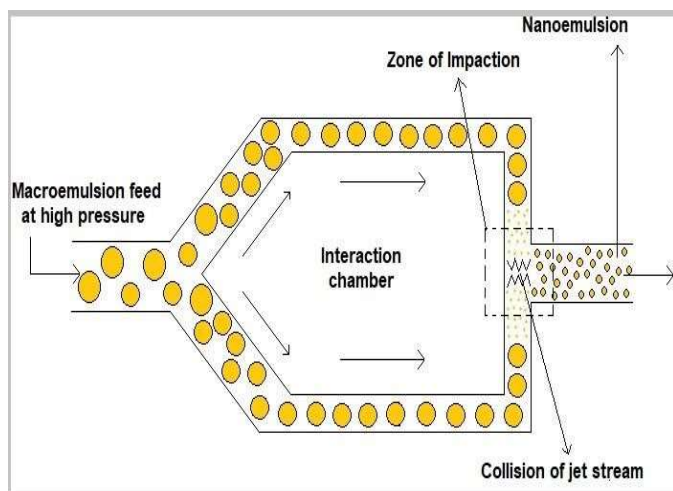 Nanoemulsion
Zone of Impaction
Macroemulsion feed
at high pressure
Interaction
chamber
Collision of jet stream